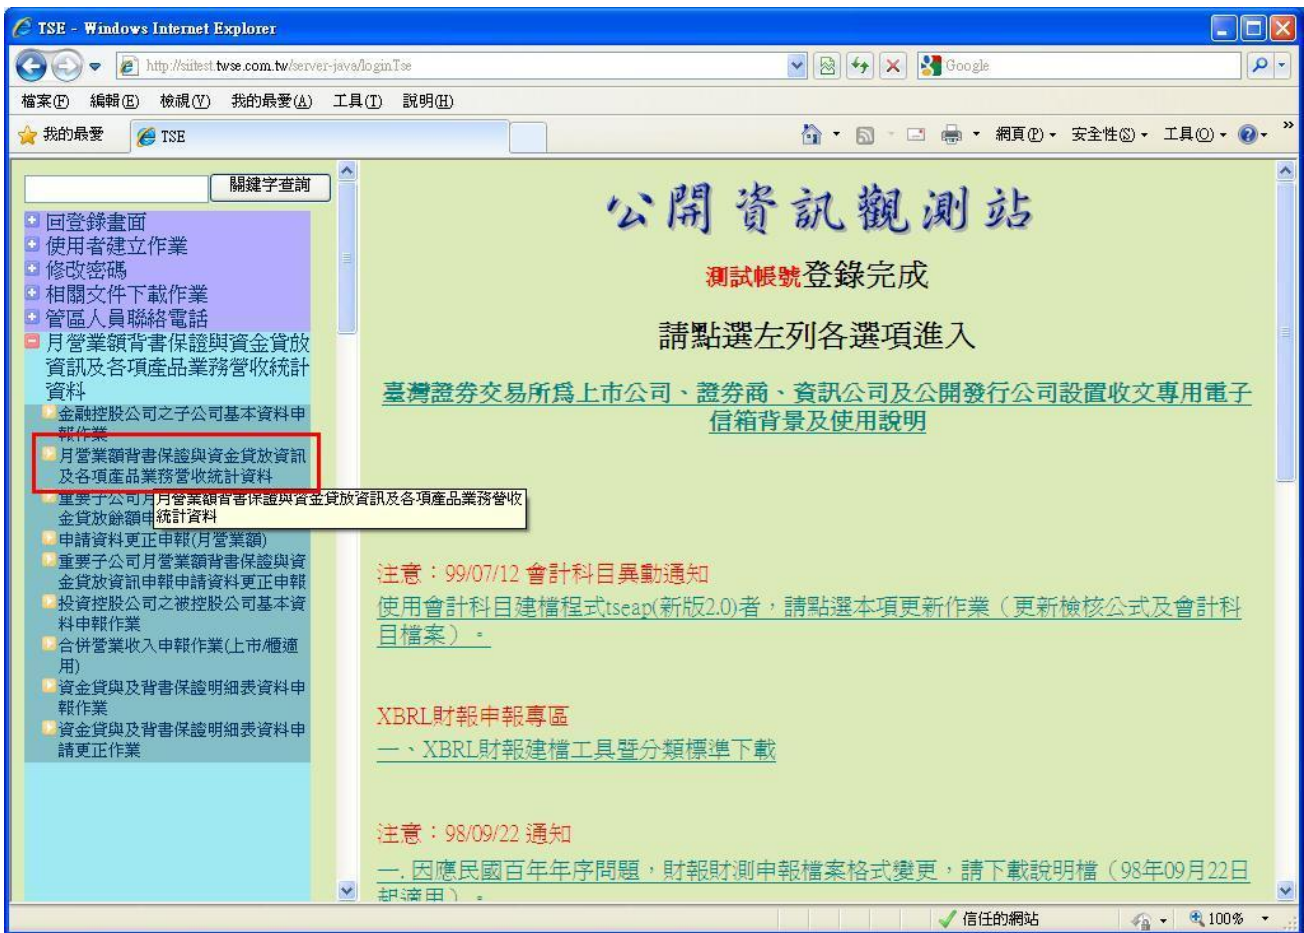 TSE - Windows Internet Explorer
http://siitest.twse.com.tw/server-java/loginTse
Google
檔案(F) 編輯(E) 檢視(V) 我的最愛(A) 工具(T) 說明(H)
我的最愛 TSE 網頁(P) 安全性(S) 工具(O) »
關鍵字查詢
回登錄畫面
使用者建立作業
修改密碼
相關文件下載作業
管區人員聯絡電話
月營業額背書保證與資金貸放
資訊及各項產品業務營收統計
資料
金融控股公司之子公司基本資料申
報作業
月營業額背書保證與資金貸放資訊
及各項產品業務營收統計資料
重要子公司月
金貸放餘額申
月營業額背書保證與資金貸放資訊及各項產品業務營收
統計資料
申請資料更正申報(月營業額)
重要子公司月營業額背書保證與資
金貸放資訊申報申請資料更正申報
投資控股公司之被控股公司基本資
料申報作業
合併營業收入申報作業(上市/櫃適
用)
資金貸與及背書保證明細表資料申
報作業
資金貸與及背書保證明細表資料申
請更正作業
公開資訊觀測站
測試帳號登錄完成
請點選左列各選項進入
臺灣證券交易所為上市公司、證券商、資訊公司及公開發行公司設置收文專用電子
信箱背景及使用說明
注意：99/07/12 會計科目異動通知
使用會計科目建檔程式tseap(新版2.0)者，請點選本項更新作業（更新檢核公式及會計科
目檔案）。
XBRL財報申報專區
一、XBRL財報建檔工具暨分類標準下載
注意：98/09/22 通知
一. 因應民國百年年序問題，財報財測申報檔案格式變更，請下載說明檔（98年09月22日
起適用）。
信任的網站 100%